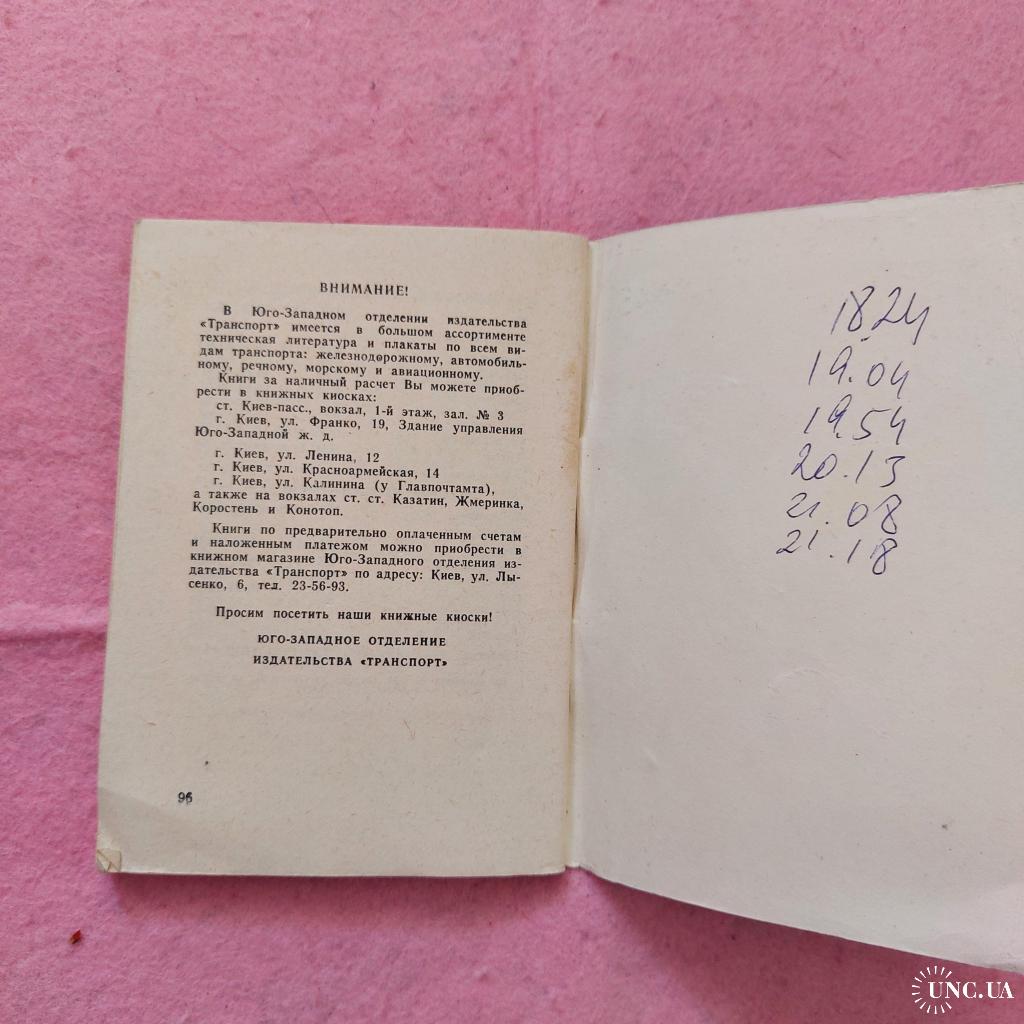 ВНИМАНИЕ!
В Юго-Западном отделении издательства
«Транспорт» имеется в большом ассортименте
техническая литература и плакаты по всем ви-
дам транспорта: железнодорожному, автомобиль-
ному, речному, морскому и авиационному.
Книги за наличный расчет Вы можете приоб-
рести в книжных киосках:
ст. Киев-пасс., вокзал, 1-й этаж, зал. № 3
г. Киев, ул. Франко, 19, Здание управления
Юго-Западной ж. д.
г. Киев, ул. Ленина, 12
г. Киев, ул. Красноармейская, 14
г. Киев, ул. Калинина (у Главпочтамта),
а также на вокзалах ст. ст. Казатин, Жмеринка,
Коростень и Конотоп.
Книги по предварительно оплаченным счетам
и наложенным платежом можно приобрести в
книжном магазине Юго-Западного отделения из-
дательства «Транспорт» по адресу: Киев, ул. Лы-
сенко, 6, тел. 23-56-93.
Просим посетить наши книжные киоски!
ЮГО-ЗАПАДНОЕ ОТДЕЛЕНИЕ
ИЗДАТЕЛЬСТВА «ТРАНСПОРТ»
96
1824
19.04
19.54
20.13
21.08
21.18
UNC.UA